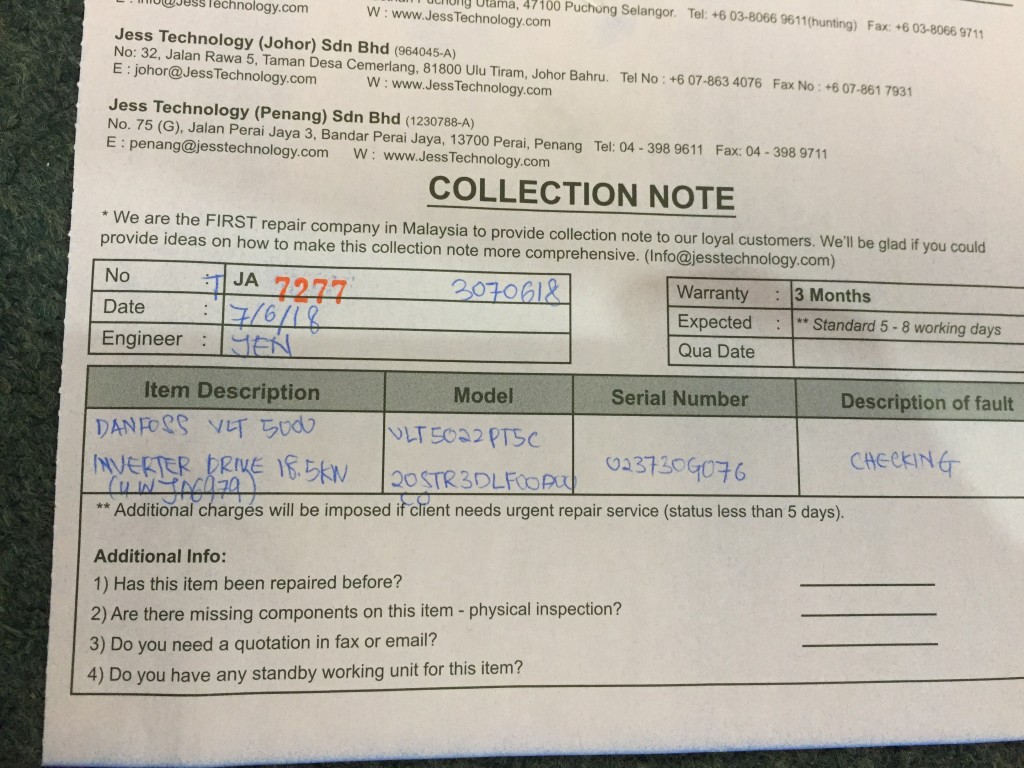 JessTechnology.com
Utama, 47100 Puchong Selangor. Tel: +6 03-8066 9611(hunting) Fax: +6 03-8066 9711
W : www.JessTechnology.com
Jess Technology (Johor) Sdn Bhd (964045-A)
No: 32, Jalan Rawa 5, Taman Desa Cemerlang, 81800 Ulu Tiram, Johor Bahru. Tel No : +6 07-863 4076 Fax No : +6 07-861 7931
E : johor@JessTechnology.com W : www.JessTechnology.com
Jess Technology (Penang) Sdn Bhd (1230788-A)
No. 75 (G), Jalan Perai Jaya 3, Bandar Perai Jaya, 13700 Perai, Penang Tel: 04 - 398 9611 Fax: 04 - 398 9711
E : penang@jesstechnology.com W : www.JessTechnology.com
COLLECTION NOTE
* We are the FIRST repair company in Malaysia to provide collection note to our loyal customers. We'll be glad if you could
provide ideas on how to make this collection note more comprehensive. (Info@jesstechnology.com)
No : T JA 7277 3070618
Date : 7/6/18
Engineer : JEN
Warranty : 3 Months
Expected : ** Standard 5 - 8 working days
Qua Date
Item Description Model Serial Number Description of fault
DANFOSS VLT 5000 VLT5022PT5C
INVERTER DRIVE 18.5KW 023730G076 CHECKING
** Additional charges will be imposed if client needs urgent repair service (status less than 5 days).
Additional Info:
1) Has this item been repaired before?
2) Are there missing components on this item - physical inspection?
3) Do you need a quotation in fax or email?
4) Do you have any standby working unit for this item?